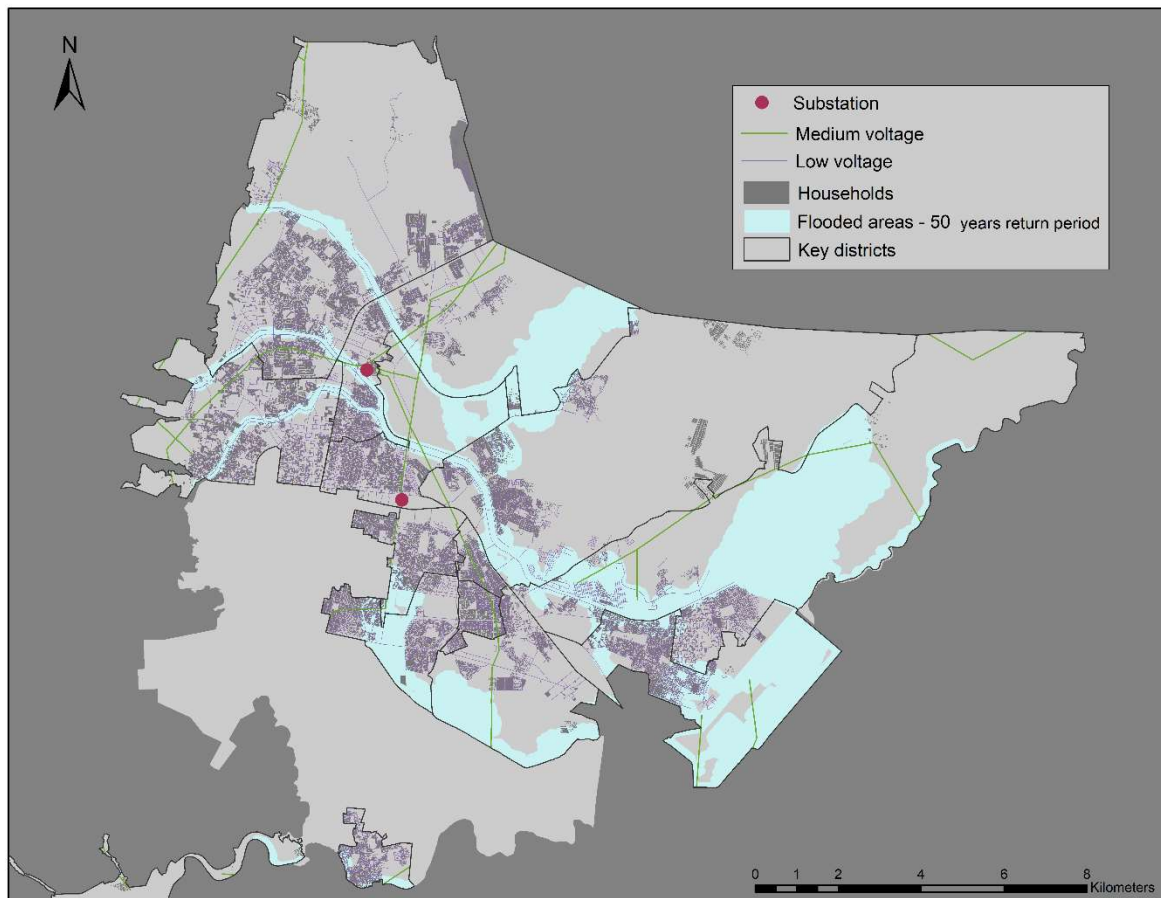 N
Substation
Medium voltage
Low voltage
Households
Flooded areas - 50 years return period
Key districts
0 1 2 4 6 8
Kilometers